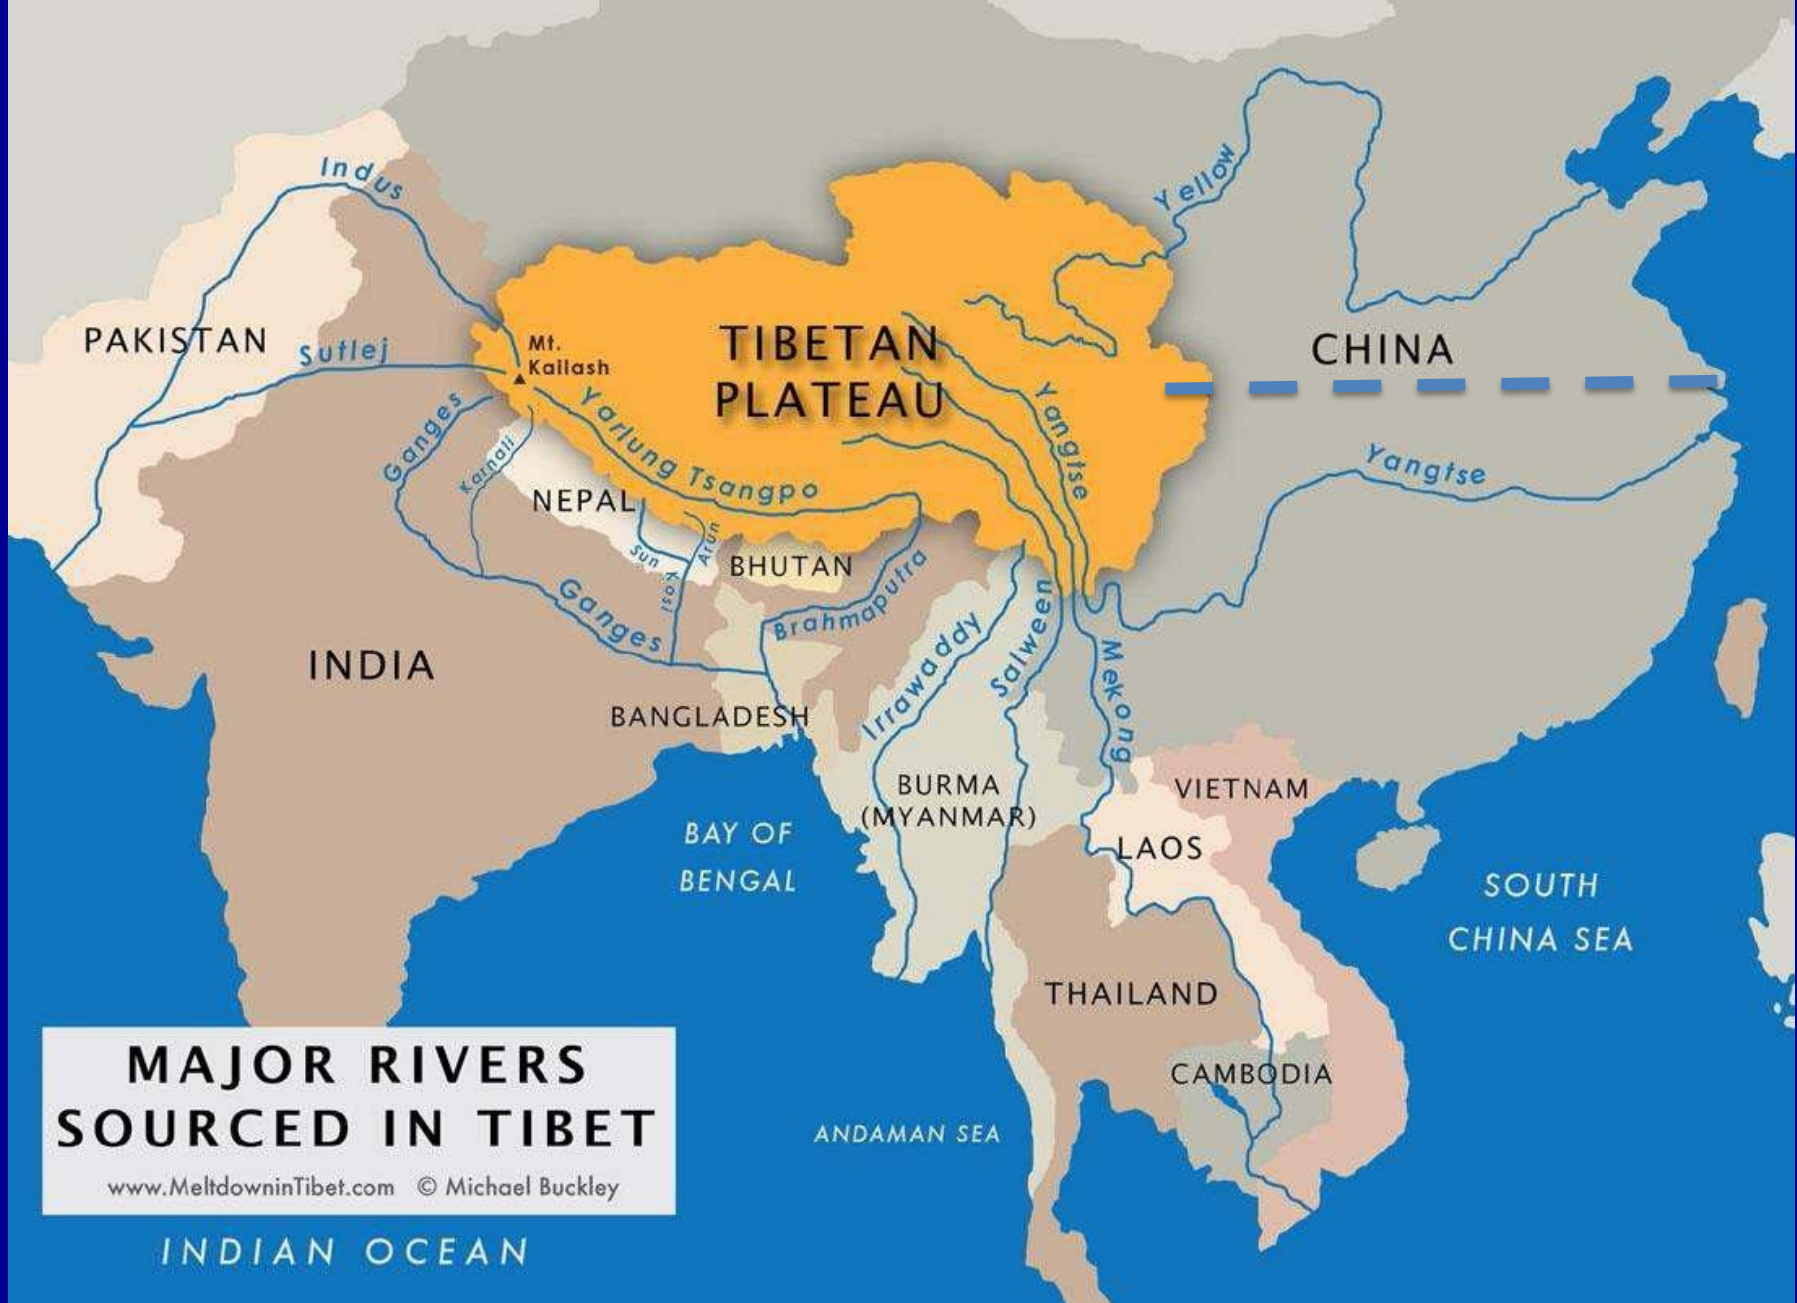 Indus
Yellow
PAKISTAN
Sutlej
Mt.
Kailash
TIBETAN
PLATEAU
CHINA
Ganges
Karnali
Yarlung Tsangpo
Yangtse
Yangtse
NEPAL
Sun Kosi
Arun
BHUTAN
Brahmaputra
Ganges
INDIA
BANGLADESH
Irrawaddy
Salween
Mekong
BURMA
(MYANMAR)
VIETNAM
LAOS
BAY OF
BENGAL
SOUTH
CHINA SEA
THAILAND
CAMBODIA
ANDAMAN SEA
MAJOR RIVERS
SOURCED IN TIBET
www.MeltdowninTibet.com © Michael Buckley
INDIAN OCEAN